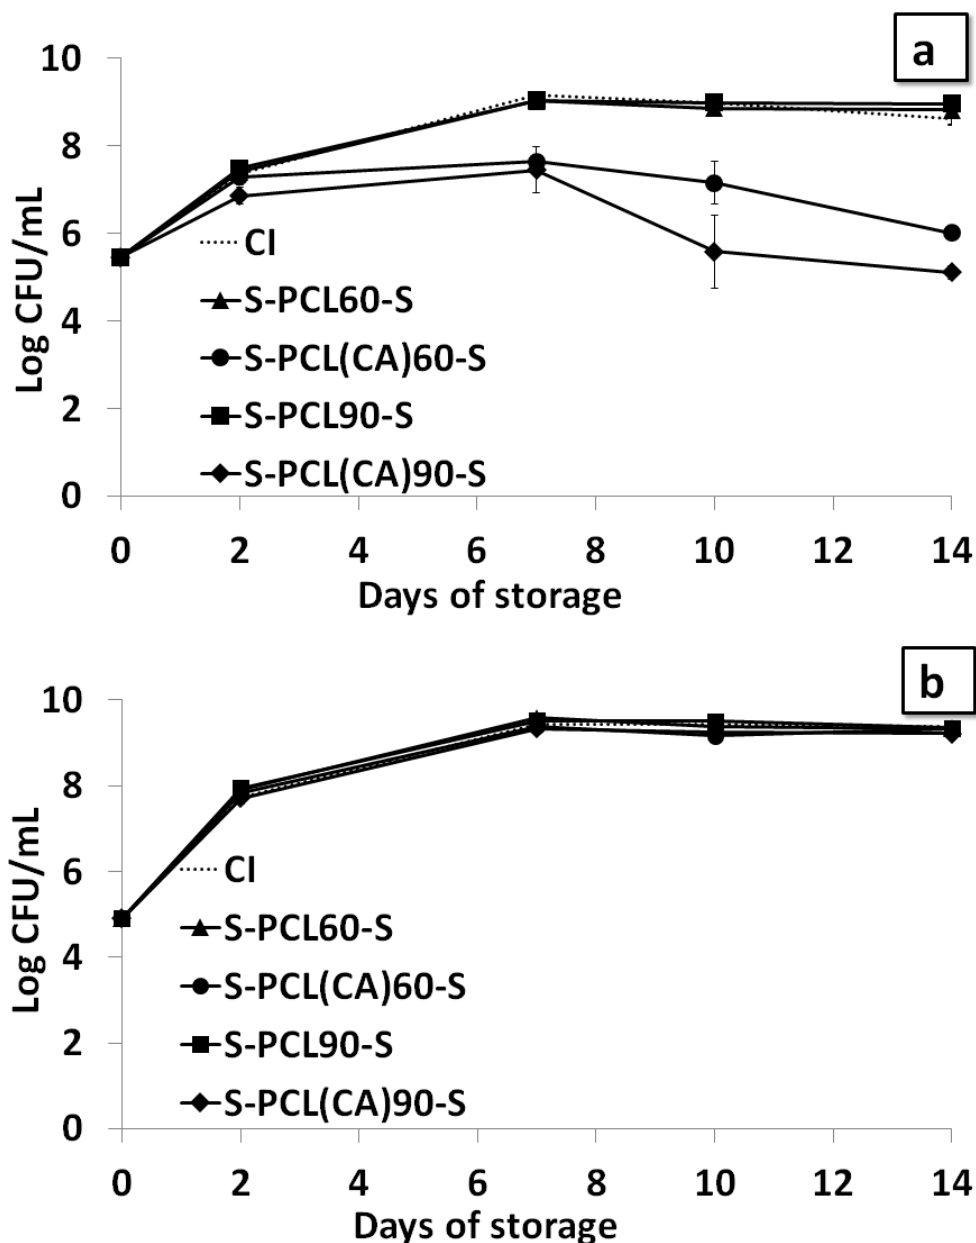 a
10
8
6
4
2
0
Log CFU/mL
CI
S-PCL60-S
S-PCL(CA)60-S
S-PCL90-S
S-PCL(CA)90-S
0 2 4 6 8 10 12 14
Days of storage
b
10
8
6
4
2
0
Log CFU/mL
CI
S-PCL60-S
S-PCL(CA)60-S
S-PCL90-S
S-PCL(CA)90-S
0 2 4 6 8 10 12 14
Days of storage